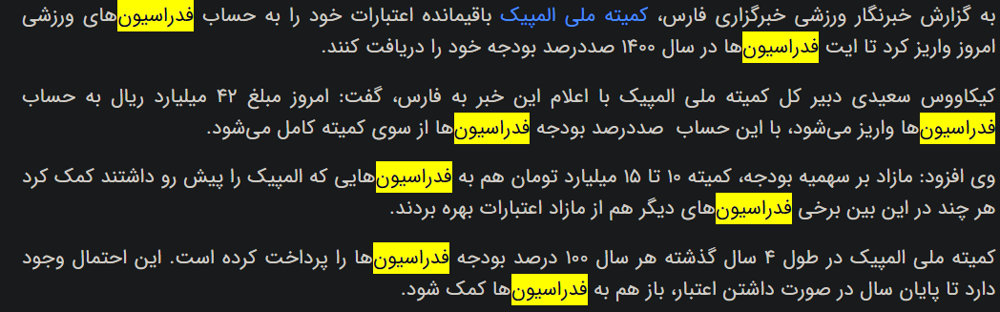 به گزارش خبرنگار ورزشی خبرگزاری فارس، کمیته ملی المپیک باقیمانده اعتبارات خود را به حساب فدراسیون‌های ورزشی
امروز واریز کرد تا ایت فدراسیون‌ها در سال ۱۴۰۰ صددرصد بودجه خود را دریافت کنند.
کیکاووس سعیدی دبیر کل کمیته ملی المپیک با اعلام این خبر به فارس، گفت: امروز مبلغ ۴۲ میلیارد ریال به حساب
فدراسیون‌ها واریز می‌شود، با این حساب صددرصد بودجه فدراسیون‌ها از سوی کمیته کامل می‌شود.
وی افزود: مازاد بر سهمیه بودجه، کمیته ۱۰ تا ۱۵ میلیارد تومان هم به فدراسیون‌هایی که المپیک را پیش رو داشتند کمک کرد
هر چند در این بین برخی فدراسیون‌های دیگر هم از مازاد اعتبارات بهره بردند.
کمیته ملی المپیک در طول ۴ سال گذشته هر سال ۱۰۰ درصد بودجه فدراسیون‌ها را پرداخت کرده است. این احتمال وجود
دارد تا پایان سال در صورت داشتن اعتبار، باز هم به فدراسیون‌ها کمک شود.